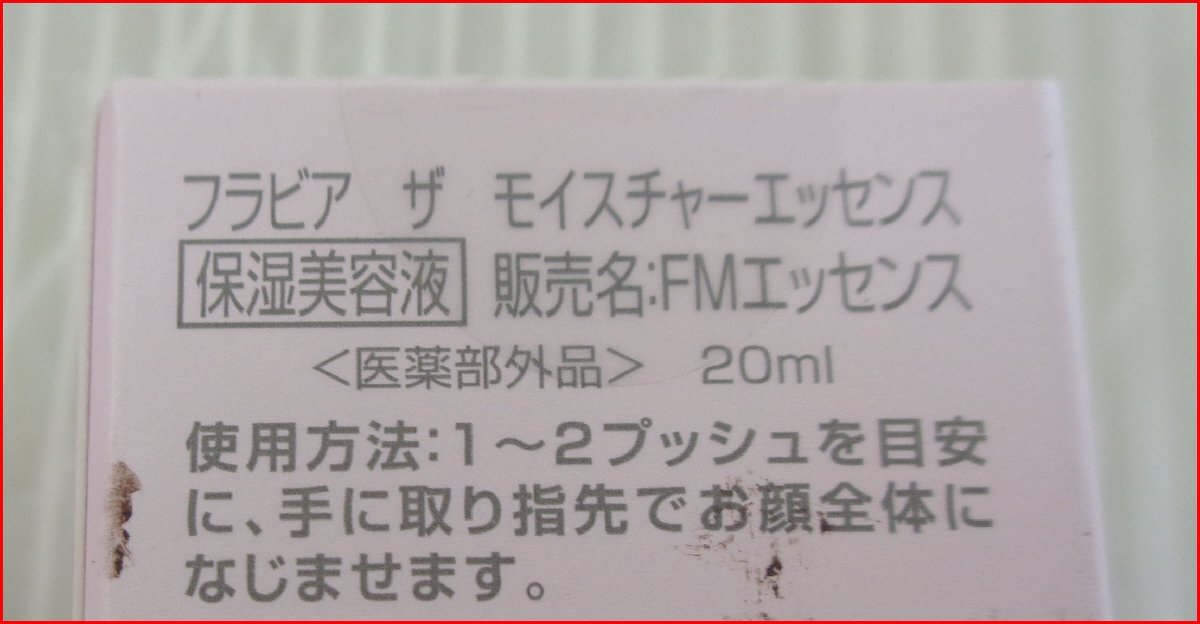 フラビア ザ モイスチャーエッセンス
保湿美容液 販売名:FMエッセンス
<医薬部外品> 20ml
使用方法:1〜2プッシュを目安
に、手に取り指先でお顔全体に
なじませます。